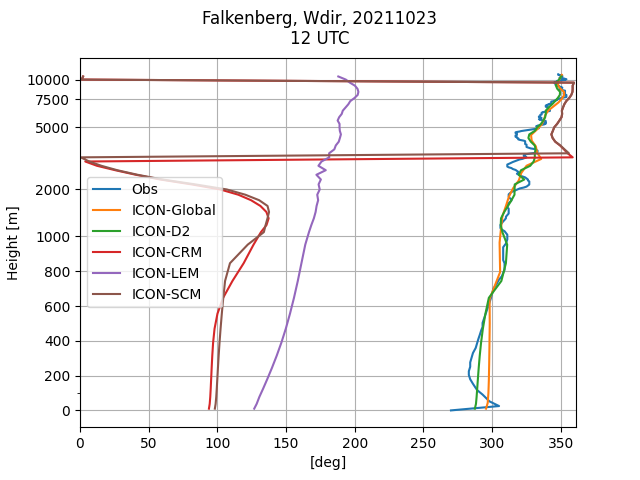 Falkenberg, Wdir, 20211023
12 UTC
Height [m]
10000
7500
5000
2000
1000
800
600
400
200
0
Obs
ICON-Global
ICON-D2
ICON-CRM
ICON-LEM
ICON-SCM
0 50 100 150 200 250 300 350
[deg]